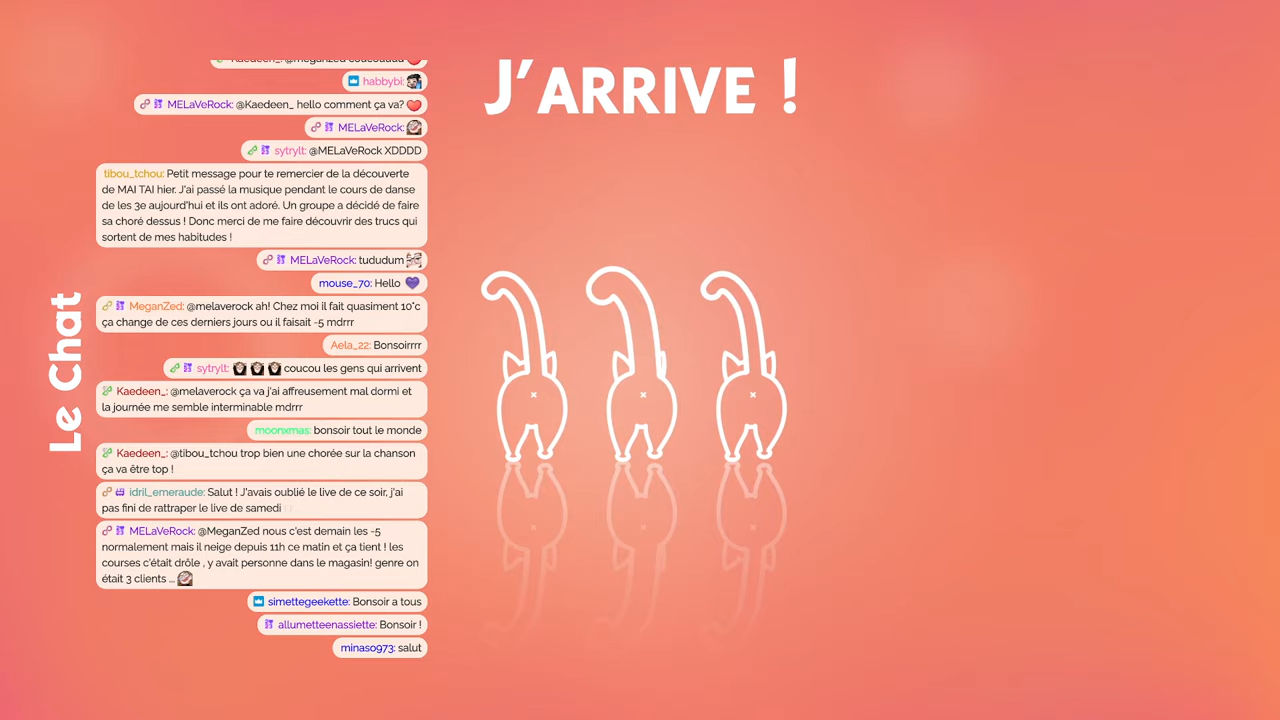 J'ARRIVE !
Le Chat
Kaedeen_: @meganzed coucouuuu
habbybi:
MELaVeRock: @Kaedeen_ hello comment ça va?
MELaVeRock:
sytrylt: @MELaVeRock XDDDD
tibou_tchou: Petit message pour te remercier de la découverte
de MAI TAI hier. J'ai passé la musique pendant le cours de danse
de les 3e aujourd'hui et ils ont adoré. Un groupe a décidé de faire
sa choré dessus ! Donc merci de me faire découvrir des trucs qui
sortent de mes habitudes !
MELaVeRock: tududum
mouse_70: Hello
MeganZed: @melaverock ah! Chez moi il fait quasiment 10°c
ça change de ces derniers jours ou il faisait -5 mdrrr
Aela_22: Bonsoirrrr
sytrylt: coucou les gens qui arrivent
Kaedeen_: @melaverock ça va j'ai affreusement mal dormi et
la journée me semble interminable mdrrr
moonxmas: bonsoir tout le monde
Kaedeen_: @tibou_tchou trop bien une chorée sur la chanson
ça va être top !
idril_emeraude: Salut ! J'avais oublié le live de ce soir, j'ai
pas fini de rattraper le live de samedi
MELaVeRock: @MeganZed nous c'est demain les -5
normalement mais il neige depuis 11h ce matin et ça tient ! les
courses c'était drôle , y avait personne dans le magasin! genre on
était 3 clients ...
simettegeekette: Bonsoir a tous
allumetteenassiette: Bonsoir !
minaso973: salut